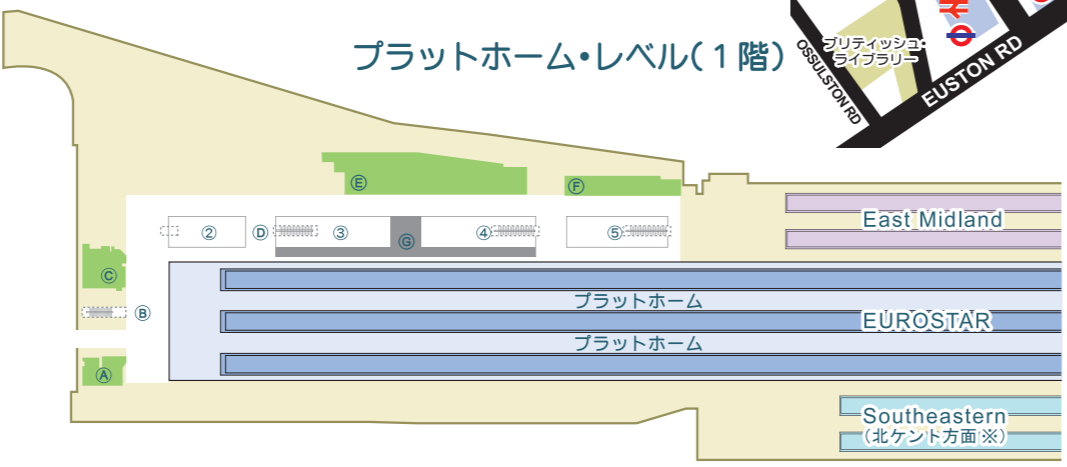 プラットホーム・レベル(1階)
ブリティッシュ・
ライブラリー
OSSULSTON RD
EUSTON RD
Ⓔ
Ⓕ
②
Ⓓ
③
Ⓖ
④
⑤
East Midland
Ⓒ
Ⓑ
プラットホーム
EUROSTAR
プラットホーム
Ⓐ
Southeastern
(北ケント方面※)